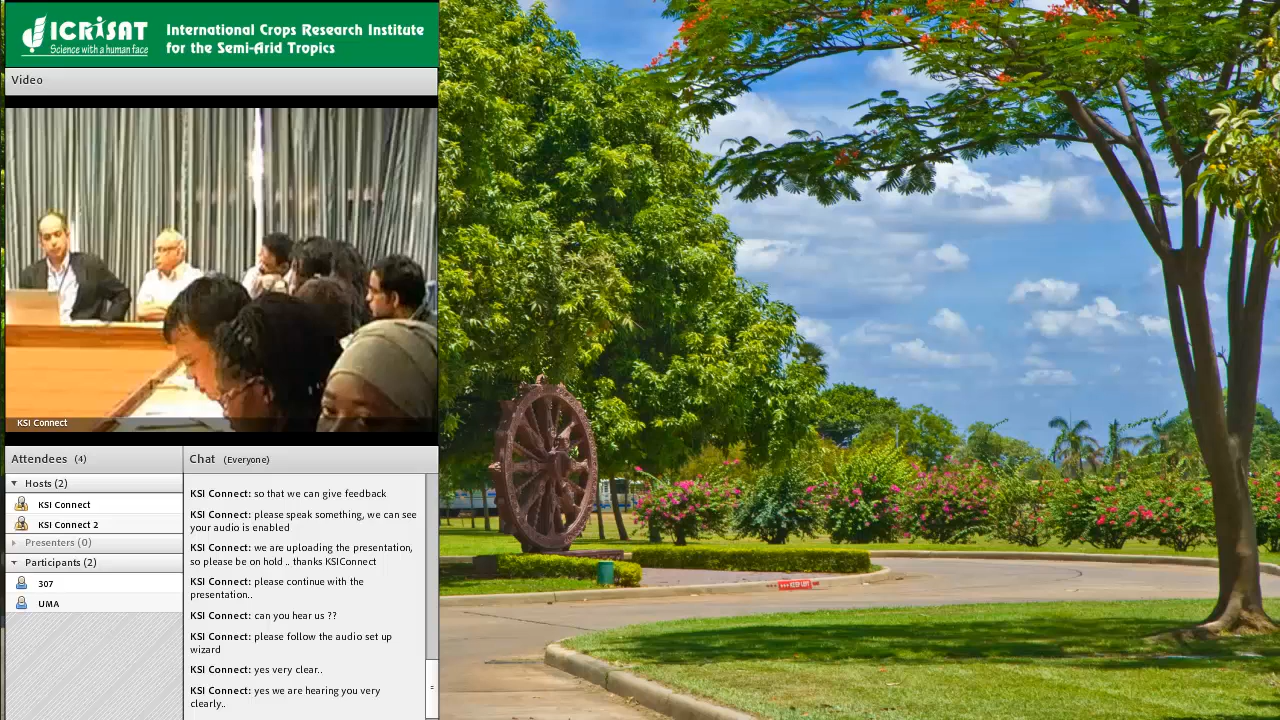 ICRISAT
Science with a human face
International Crops Research Institute
for the Semi-Arid Tropics
Video
KSI Connect
Attendees (4)
Hosts (2)
KSI Connect
KSI Connect 2
Presenters (0)
Participants (2)
307
UMA
Chat (Everyone)
KSI Connect: so that we can give feedback
KSI Connect: please speak something, we can see
your audio is enabled
KSI Connect: we are uploading the presentation,
so please be on hold .. thanks KSIConnect
KSI Connect: please continue with the
presentation..
KSI Connect: can you hear us ??
KSI Connect: please follow the audio set up
wizard
KSI Connect: yes very clear..
KSI Connect: yes we are hearing you very
clearly..
KEEP LEFT